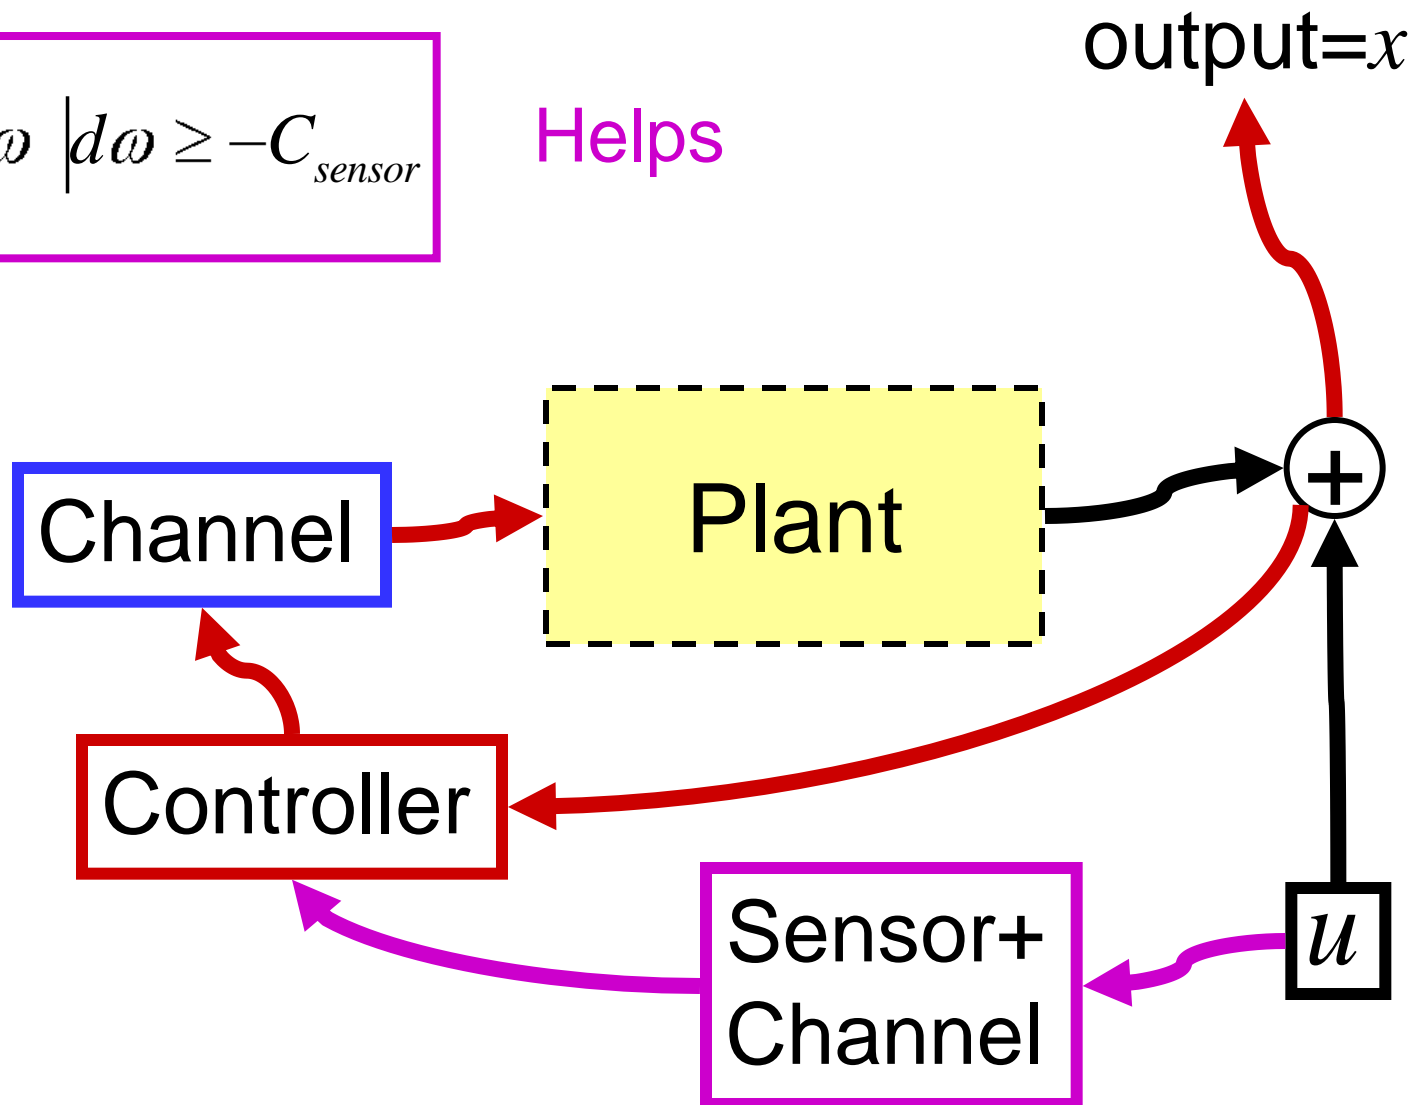 output=x
ω |dω ≥ −C_sensor
Helps
Plant
+
Channel
Controller
Sensor+
Channel
u